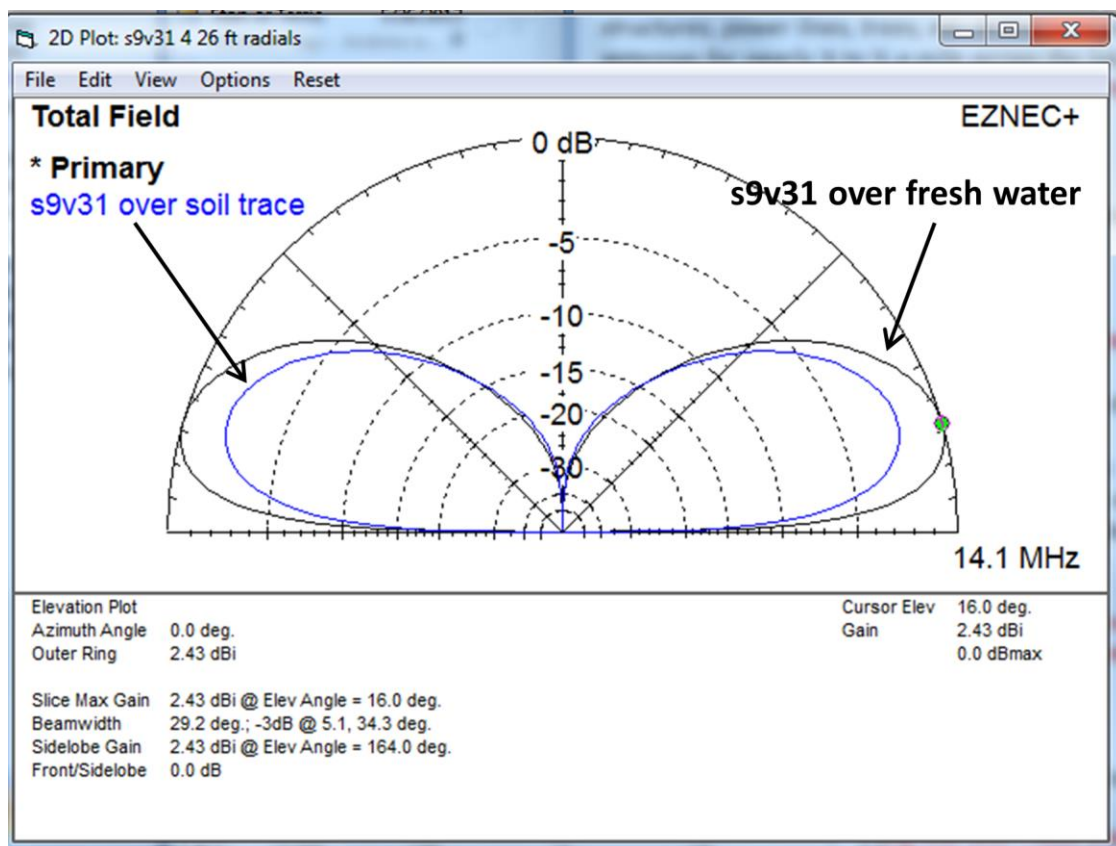 2D Plot: s9v31 4 26 ft radials
File Edit View Options Reset
Total Field
EZNEC+
* Primary
s9v31 over soil trace
s9v31 over fresh water
0 dB
-5
-10
-15
-20
-30
14.1 MHz
Elevation Plot
Azimuth Angle 0.0 deg.
Outer Ring 2.43 dBi
Cursor Elev 16.0 deg.
Gain 2.43 dBi
0.0 dBmax
Slice Max Gain 2.43 dBi @ Elev Angle = 16.0 deg.
Beamwidth 29.2 deg.; -3dB @ 5.1, 34.3 deg.
Sidelobe Gain 2.43 dBi @ Elev Angle = 164.0 deg.
Front/Sidelobe 0.0 dB